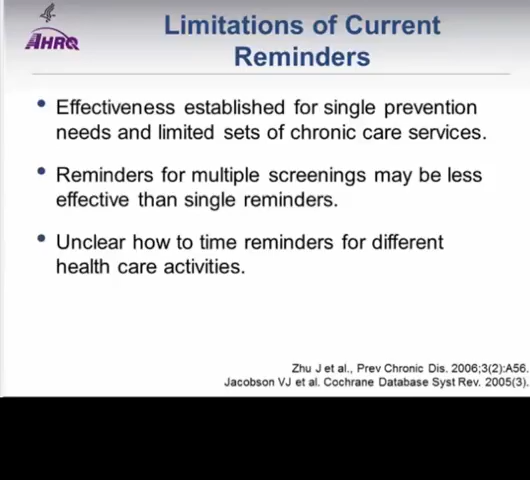 AHRQ
Limitations of Current
Reminders
• Effectiveness established for single prevention
needs and limited sets of chronic care services.
• Reminders for multiple screenings may be less
effective than single reminders.
• Unclear how to time reminders for different
health care activities.
Zhu J et al., Prev Chronic Dis. 2006;3(2):A56.
Jacobson VJ et al. Cochrane Database Syst Rev. 2005(3).